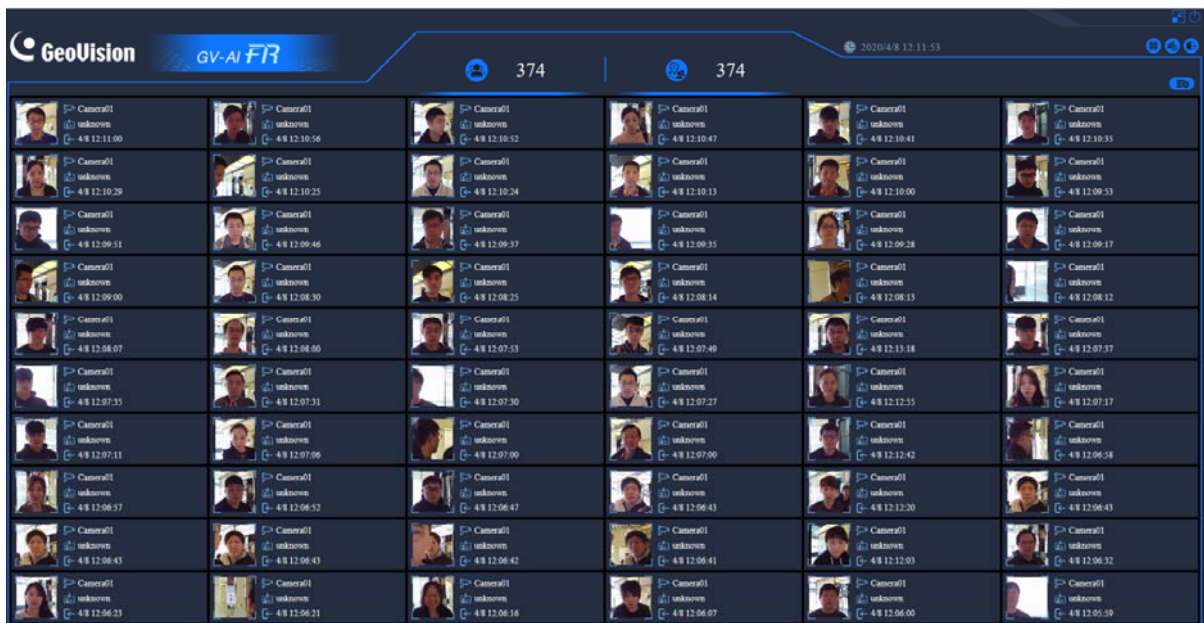 GeoVision
GV-AI FR
374
374
2020/4/8 12:11:53
Camera01
unknown
4/8 12:11:00
Camera01
unknown
4/8 12:10:56
Camera01
unknown
4/8 12:10:52
Camera01
unknown
4/8 12:10:47
Camera01
unknown
4/8 12:10:41
Camera01
unknown
4/8 12:10:35
Camera01
unknown
4/8 12:10:29
Camera01
unknown
4/8 12:10:25
Camera01
unknown
4/8 12:10:24
Camera01
unknown
4/8 12:10:13
Camera01
unknown
4/8 12:10:00
Camera01
unknown
4/8 12:09:53
Camera01
unknown
4/8 12:09:51
Camera01
unknown
4/8 12:09:46
Camera01
unknown
4/8 12:09:37
Camera01
unknown
4/8 12:09:35
Camera01
unknown
4/8 12:09:28
Camera01
unknown
4/8 12:09:17
Camera01
unknown
4/8 12:09:00
Camera01
unknown
4/8 12:08:30
Camera01
unknown
4/8 12:08:25
Camera01
unknown
4/8 12:08:14
Camera01
unknown
4/8 12:08:13
Camera01
unknown
4/8 12:08:12
Camera01
unknown
4/8 12:08:07
Camera01
unknown
4/8 12:08:00
Camera01
unknown
4/8 12:07:53
Camera01
unknown
4/8 12:07:49
Camera01
unknown
4/8 12:13:18
Camera01
unknown
4/8 12:07:37
Camera01
unknown
4/8 12:07:35
Camera01
unknown
4/8 12:07:31
Camera01
unknown
4/8 12:07:30
Camera01
unknown
4/8 12:07:27
Camera01
unknown
4/8 12:12:55
Camera01
unknown
4/8 12:07:17
Camera01
unknown
4/8 12:07:11
Camera01
unknown
4/8 12:07:06
Camera01
unknown
4/8 12:07:00
Camera01
unknown
4/8 12:07:00
Camera01
unknown
4/8 12:12:42
Camera01
unknown
4/8 12:06:58
Camera01
unknown
4/8 12:06:57
Camera01
unknown
4/8 12:06:52
Camera01
unknown
4/8 12:06:47
Camera01
unknown
4/8 12:06:43
Camera01
unknown
4/8 12:12:20
Camera01
unknown
4/8 12:06:43
Camera01
unknown
4/8 12:06:43
Camera01
unknown
4/8 12:06:43
Camera01
unknown
4/8 12:06:42
Camera01
unknown
4/8 12:06:41
Camera01
unknown
4/8 12:12:03
Camera01
unknown
4/8 12:06:32
Camera01
unknown
4/8 12:06:23
Camera01
unknown
4/8 12:06:21
Camera01
unknown
4/8 12:06:16
Camera01
unknown
4/8 12:06:07
Camera01
unknown
4/8 12:06:00
Camera01
unknown
4/8 12:05:59